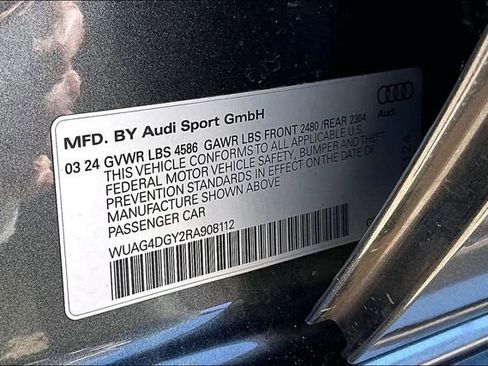 MFD. BY Audi Sport GmbH
Audi
03 24 GVWR LBS 4586 GAWR LBS FRONT 2480 /REAR 2304
THIS VEHICLE CONFORMS TO ALL APPLICABLE U.S.
FEDERAL MOTOR VEHICLE SAFETY, BUMPER AND THEFT
PREVENTION STANDARDS IN EFFECT ON THE DATE OF
MANUFACTURE SHOWN ABOVE
PASSENGER CAR
WUAG4DGY2RA908112